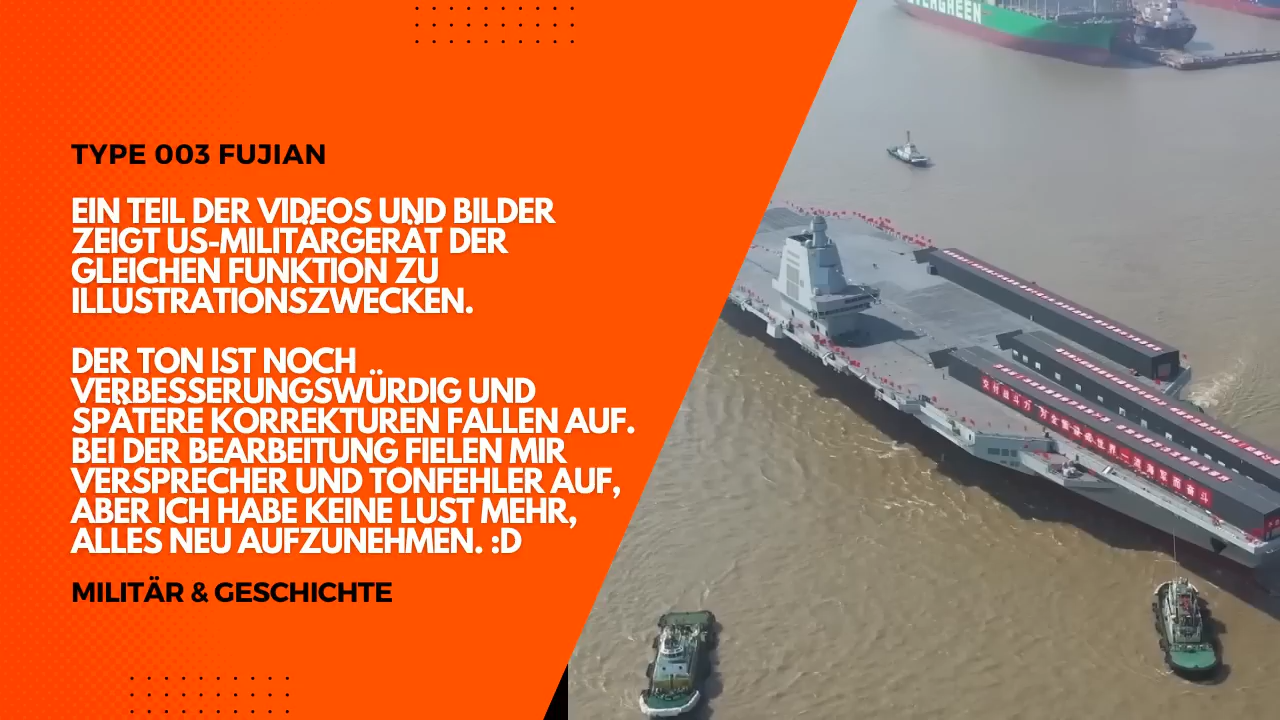 TYPE 003 FUJIAN
EIN TEIL DER VIDEOS UND BILDER
ZEIGT US-MILITÄRGERÄT DER
GLEICHEN FUNKTION ZU
ILLUSTRATIONSZWECKEN.
DER TON IST NOCH
VERBESSERUNGSWÜRDIG UND
SPÄTERE KORREKTUREN FALLEN AUF.
BEI DER BEARBEITUNG FIELEN MIR
VERSPRECHER UND TONFEHLER AUF,
ABER ICH HABE KEINE LUST MEHR,
ALLES NEU AUFZUNEHMEN. :D
MILITÄR & GESCHICHTE
EVERGREEN